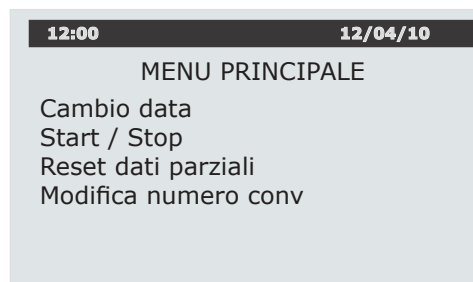 12:00 12/04/10
MENU PRINCIPALE
Cambio data
Start / Stop
Reset dati parziali
Modifica numero conv